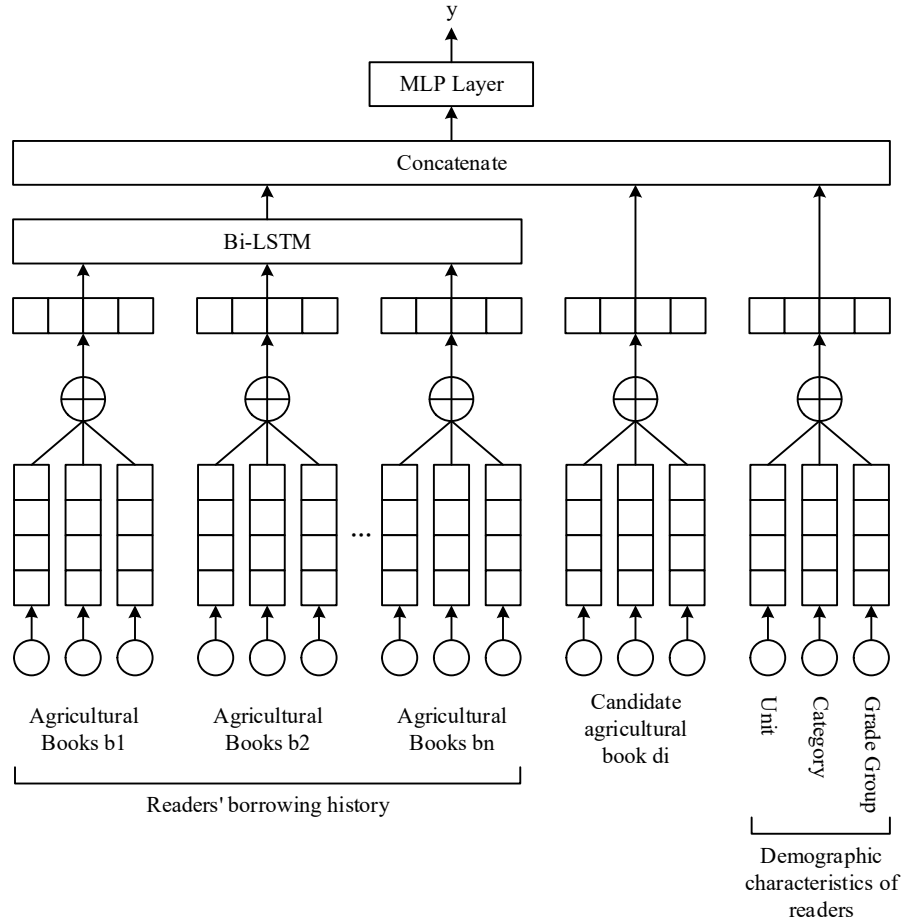 y
MLP Layer
Concatenate
Bi-LSTM
...
Agricultural
Books b1
Agricultural
Books b2
Agricultural
Books bn
Candidate
agricultural
book di
Unit
Category
Grade Group
Readers' borrowing history
Demographic
characteristics of
readers